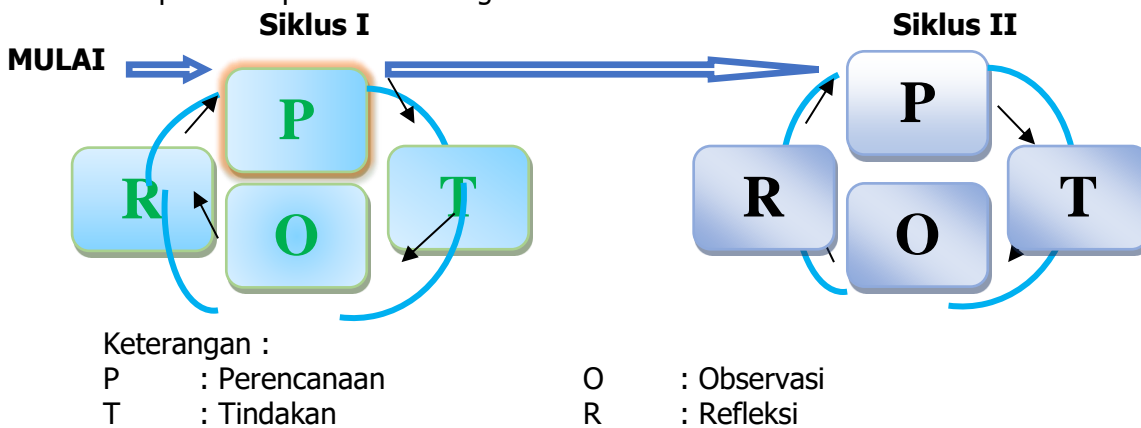 Siklus I
Siklus II
MULAI
P
P
R
T
R
T
O
O
Keterangan :
P : Perencanaan O : Observasi
T : Tindakan R : Refleksi